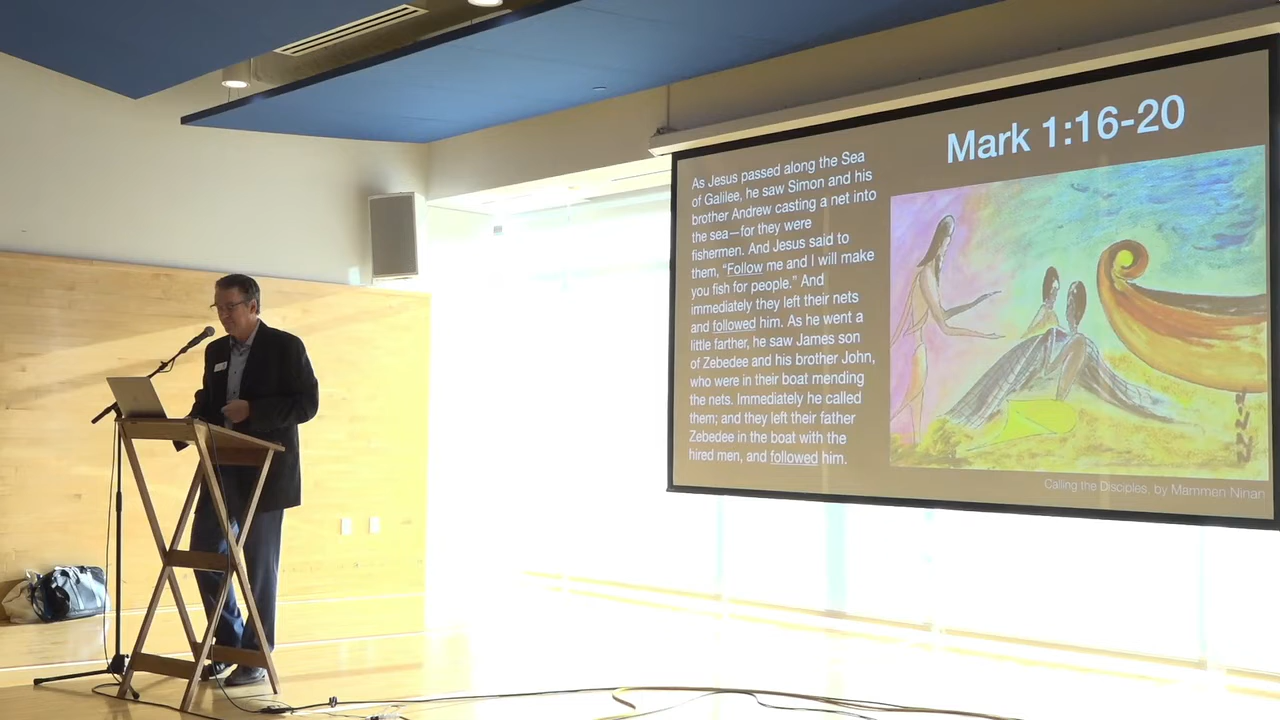 Mark 1:16-20
As Jesus passed along the Sea
of Galilee, he saw Simon and his
brother Andrew casting a net into
the sea—for they were
fishermen. And Jesus said to
them, “Follow me and I will make
you fish for people.” And
immediately they left their nets
and followed him. As he went a
little farther, he saw James son
of Zebedee and his brother John,
who were in their boat mending
the nets. Immediately he called
them; and they left their father
Zebedee in the boat with the
hired men, and followed him.
Calling the Disciples, by Mammen Ninan